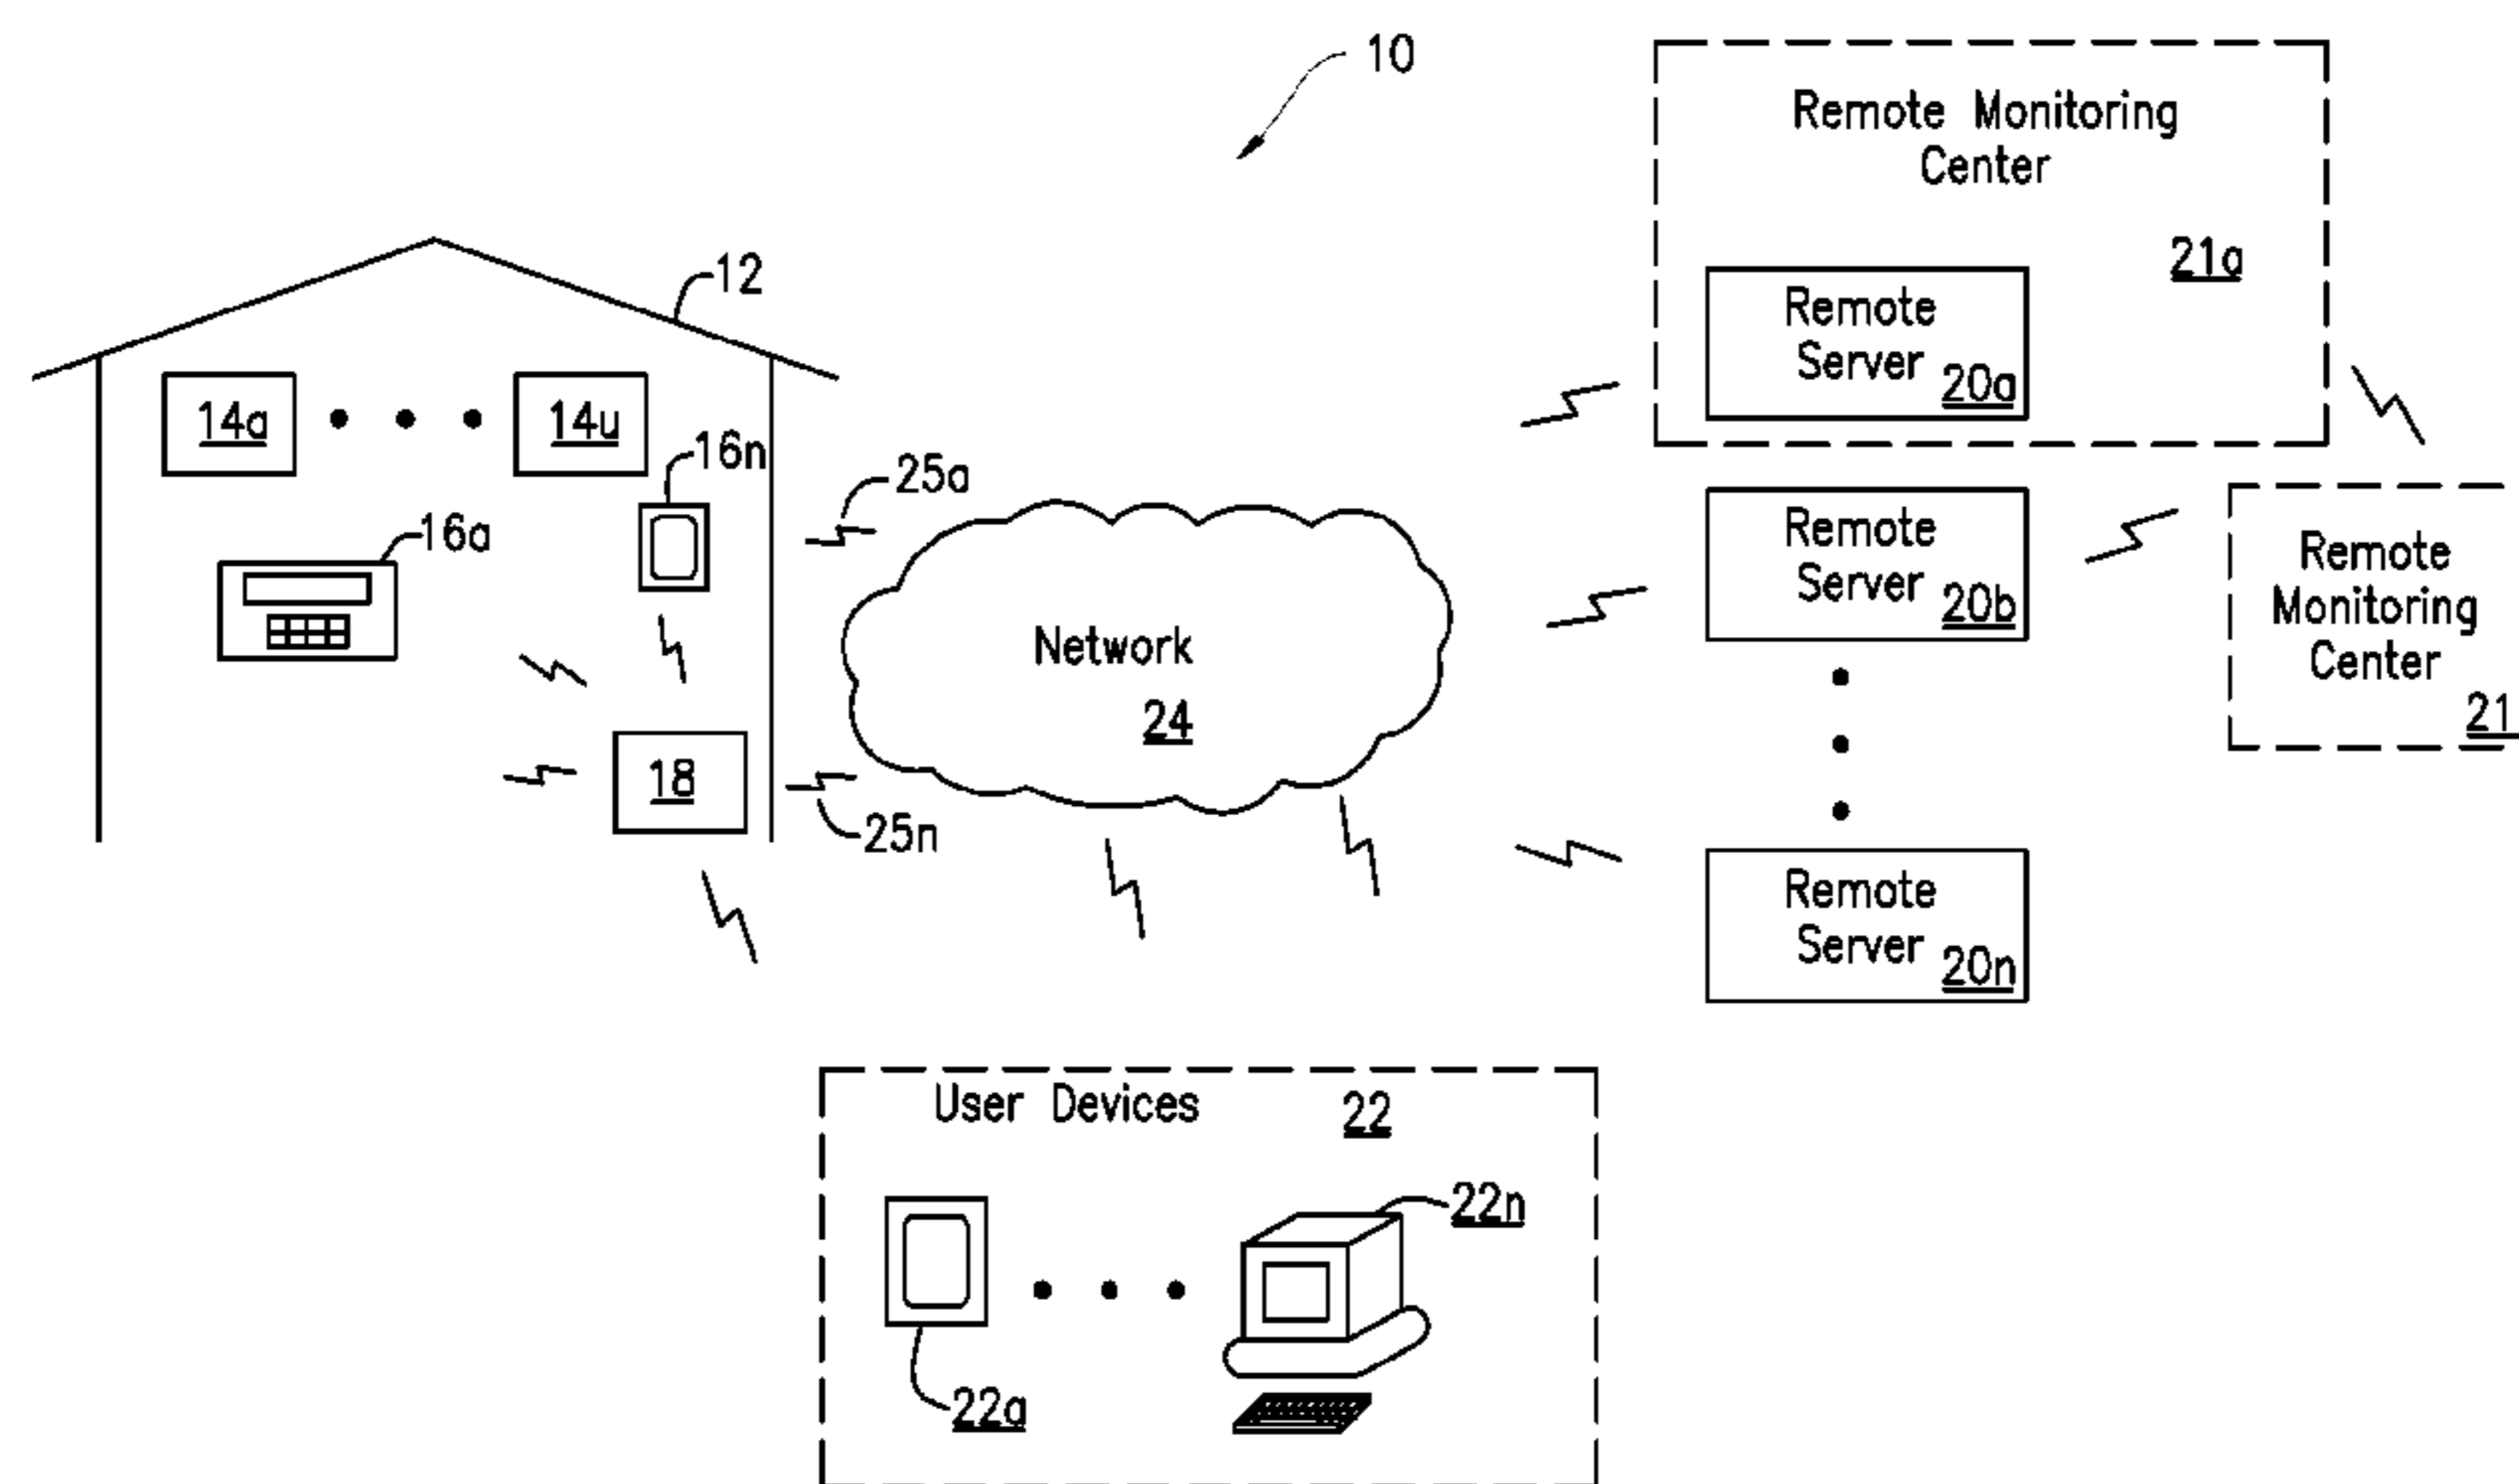 10
Remote Monitoring
Center
21a
Remote
Server
20a
12
14a
14u
16n
16a
25a
Remote
Server
20b
Remote
Monitoring
Center
21
Network
24
18
25n
Remote
Server
20n
User Devices
22
22n
22a